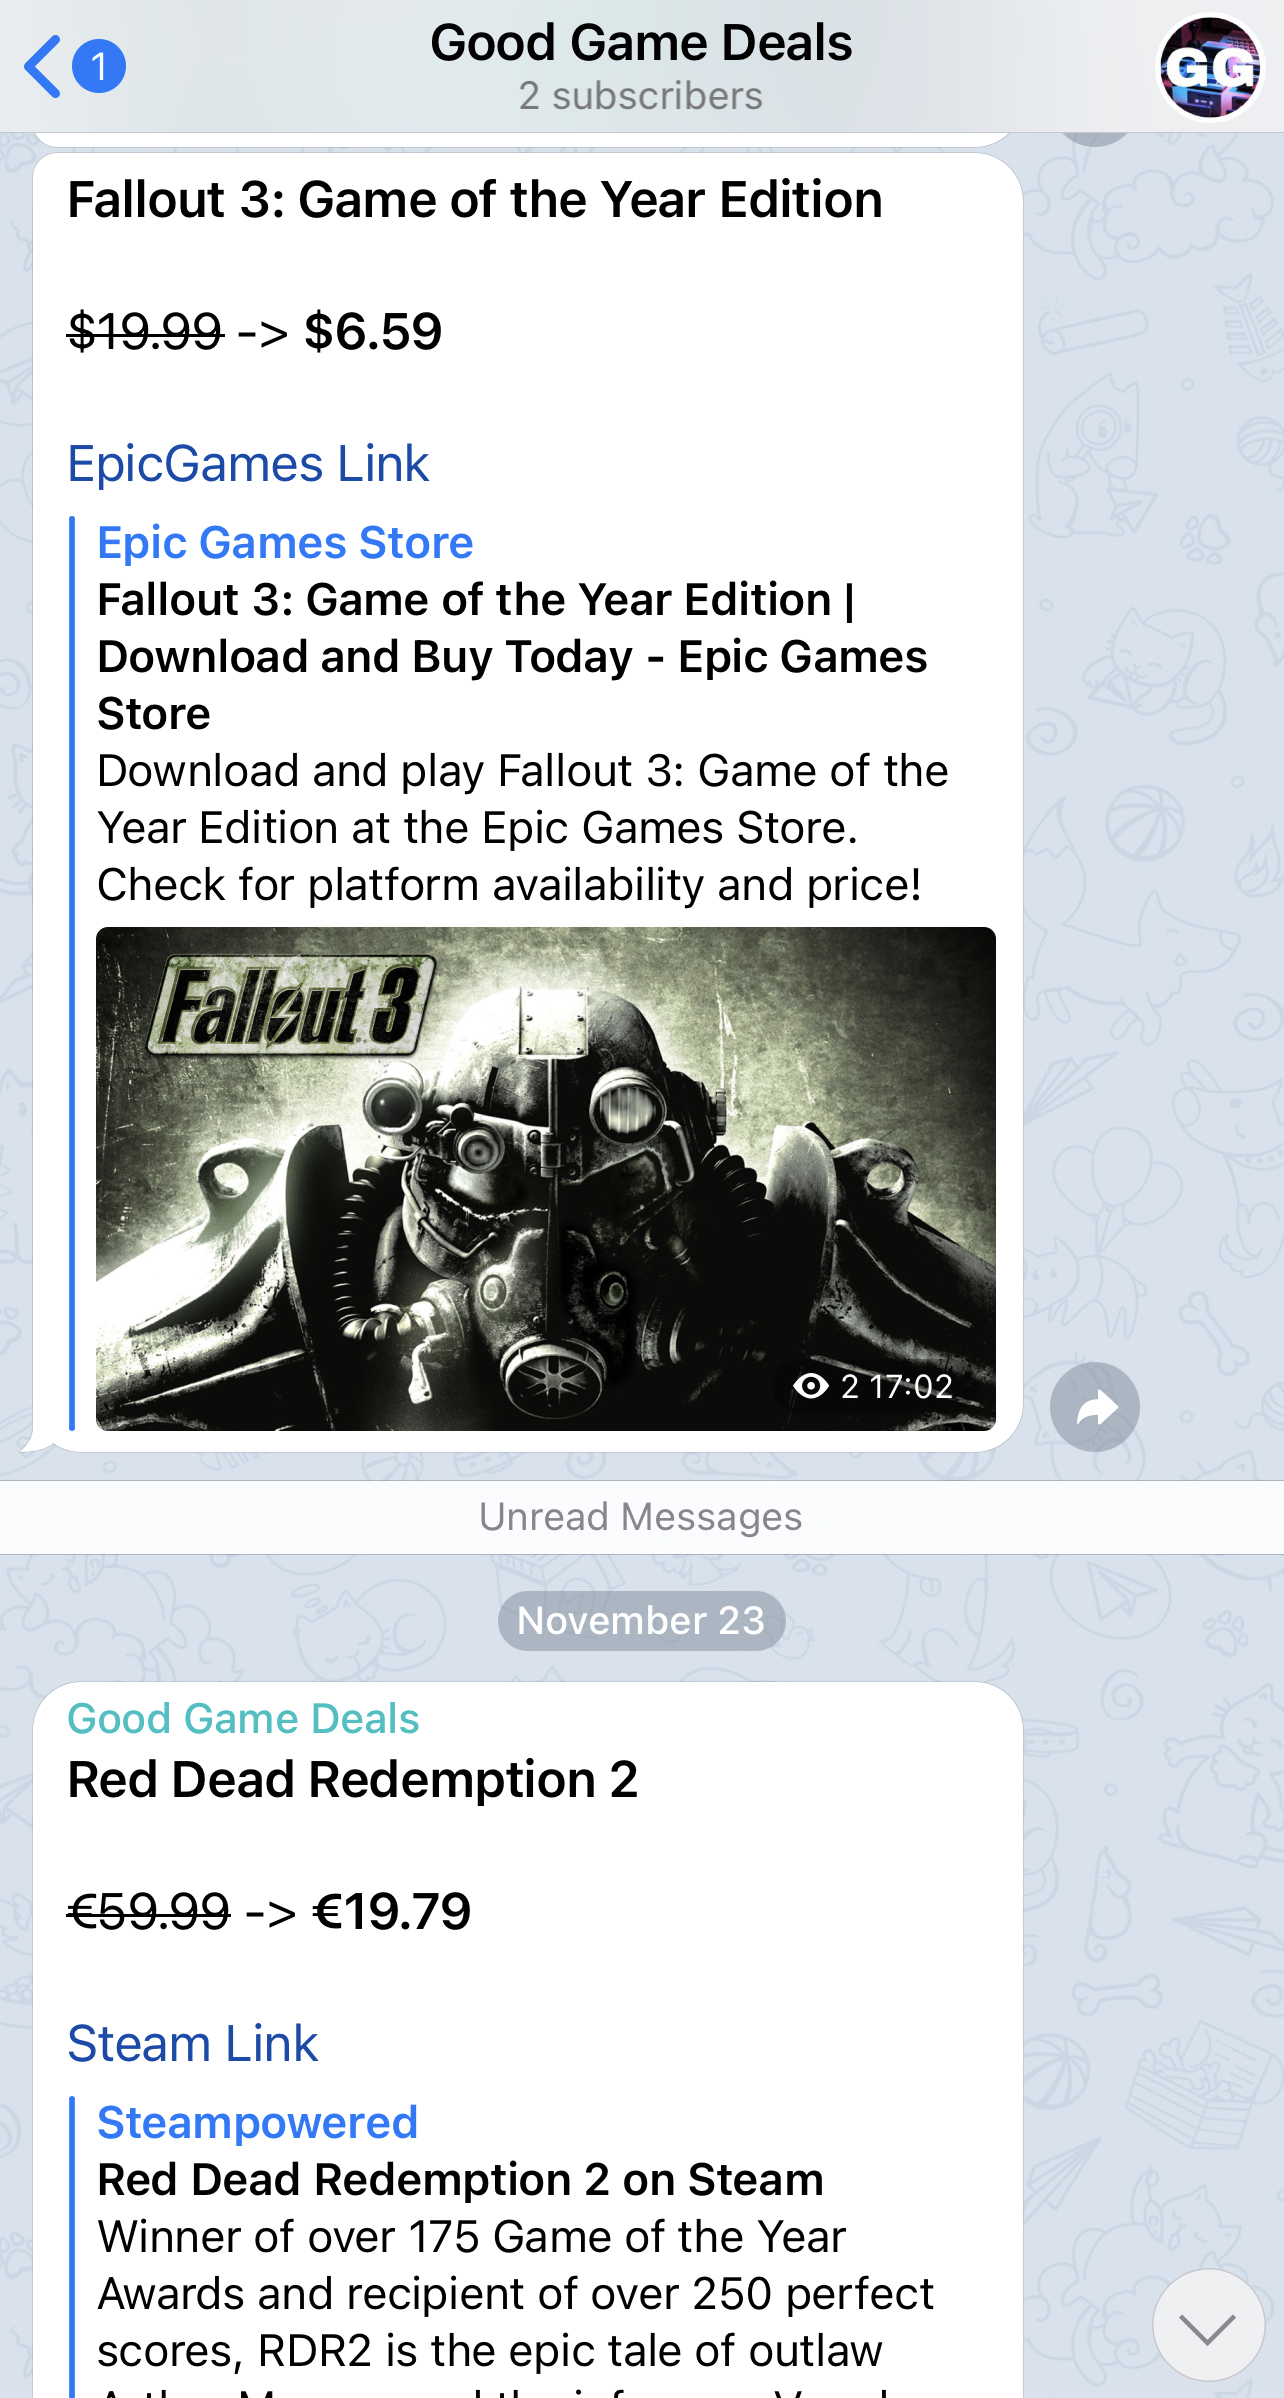 1
Good Game Deals
2 subscribers
GG
Fallout 3: Game of the Year Edition
$19.99 -> $6.59
EpicGames Link
Epic Games Store
Fallout 3: Game of the Year Edition |
Download and Buy Today - Epic Games
Store
Download and play Fallout 3: Game of the
Year Edition at the Epic Games Store.
Check for platform availability and price!
Fallout 3
2 17:02
Unread Messages
November 23
Good Game Deals
Red Dead Redemption 2
€59.99 -> €19.79
Steam Link
Steampowered
Red Dead Redemption 2 on Steam
Winner of over 175 Game of the Year
Awards and recipient of over 250 perfect
scores, RDR2 is the epic tale of outlaw